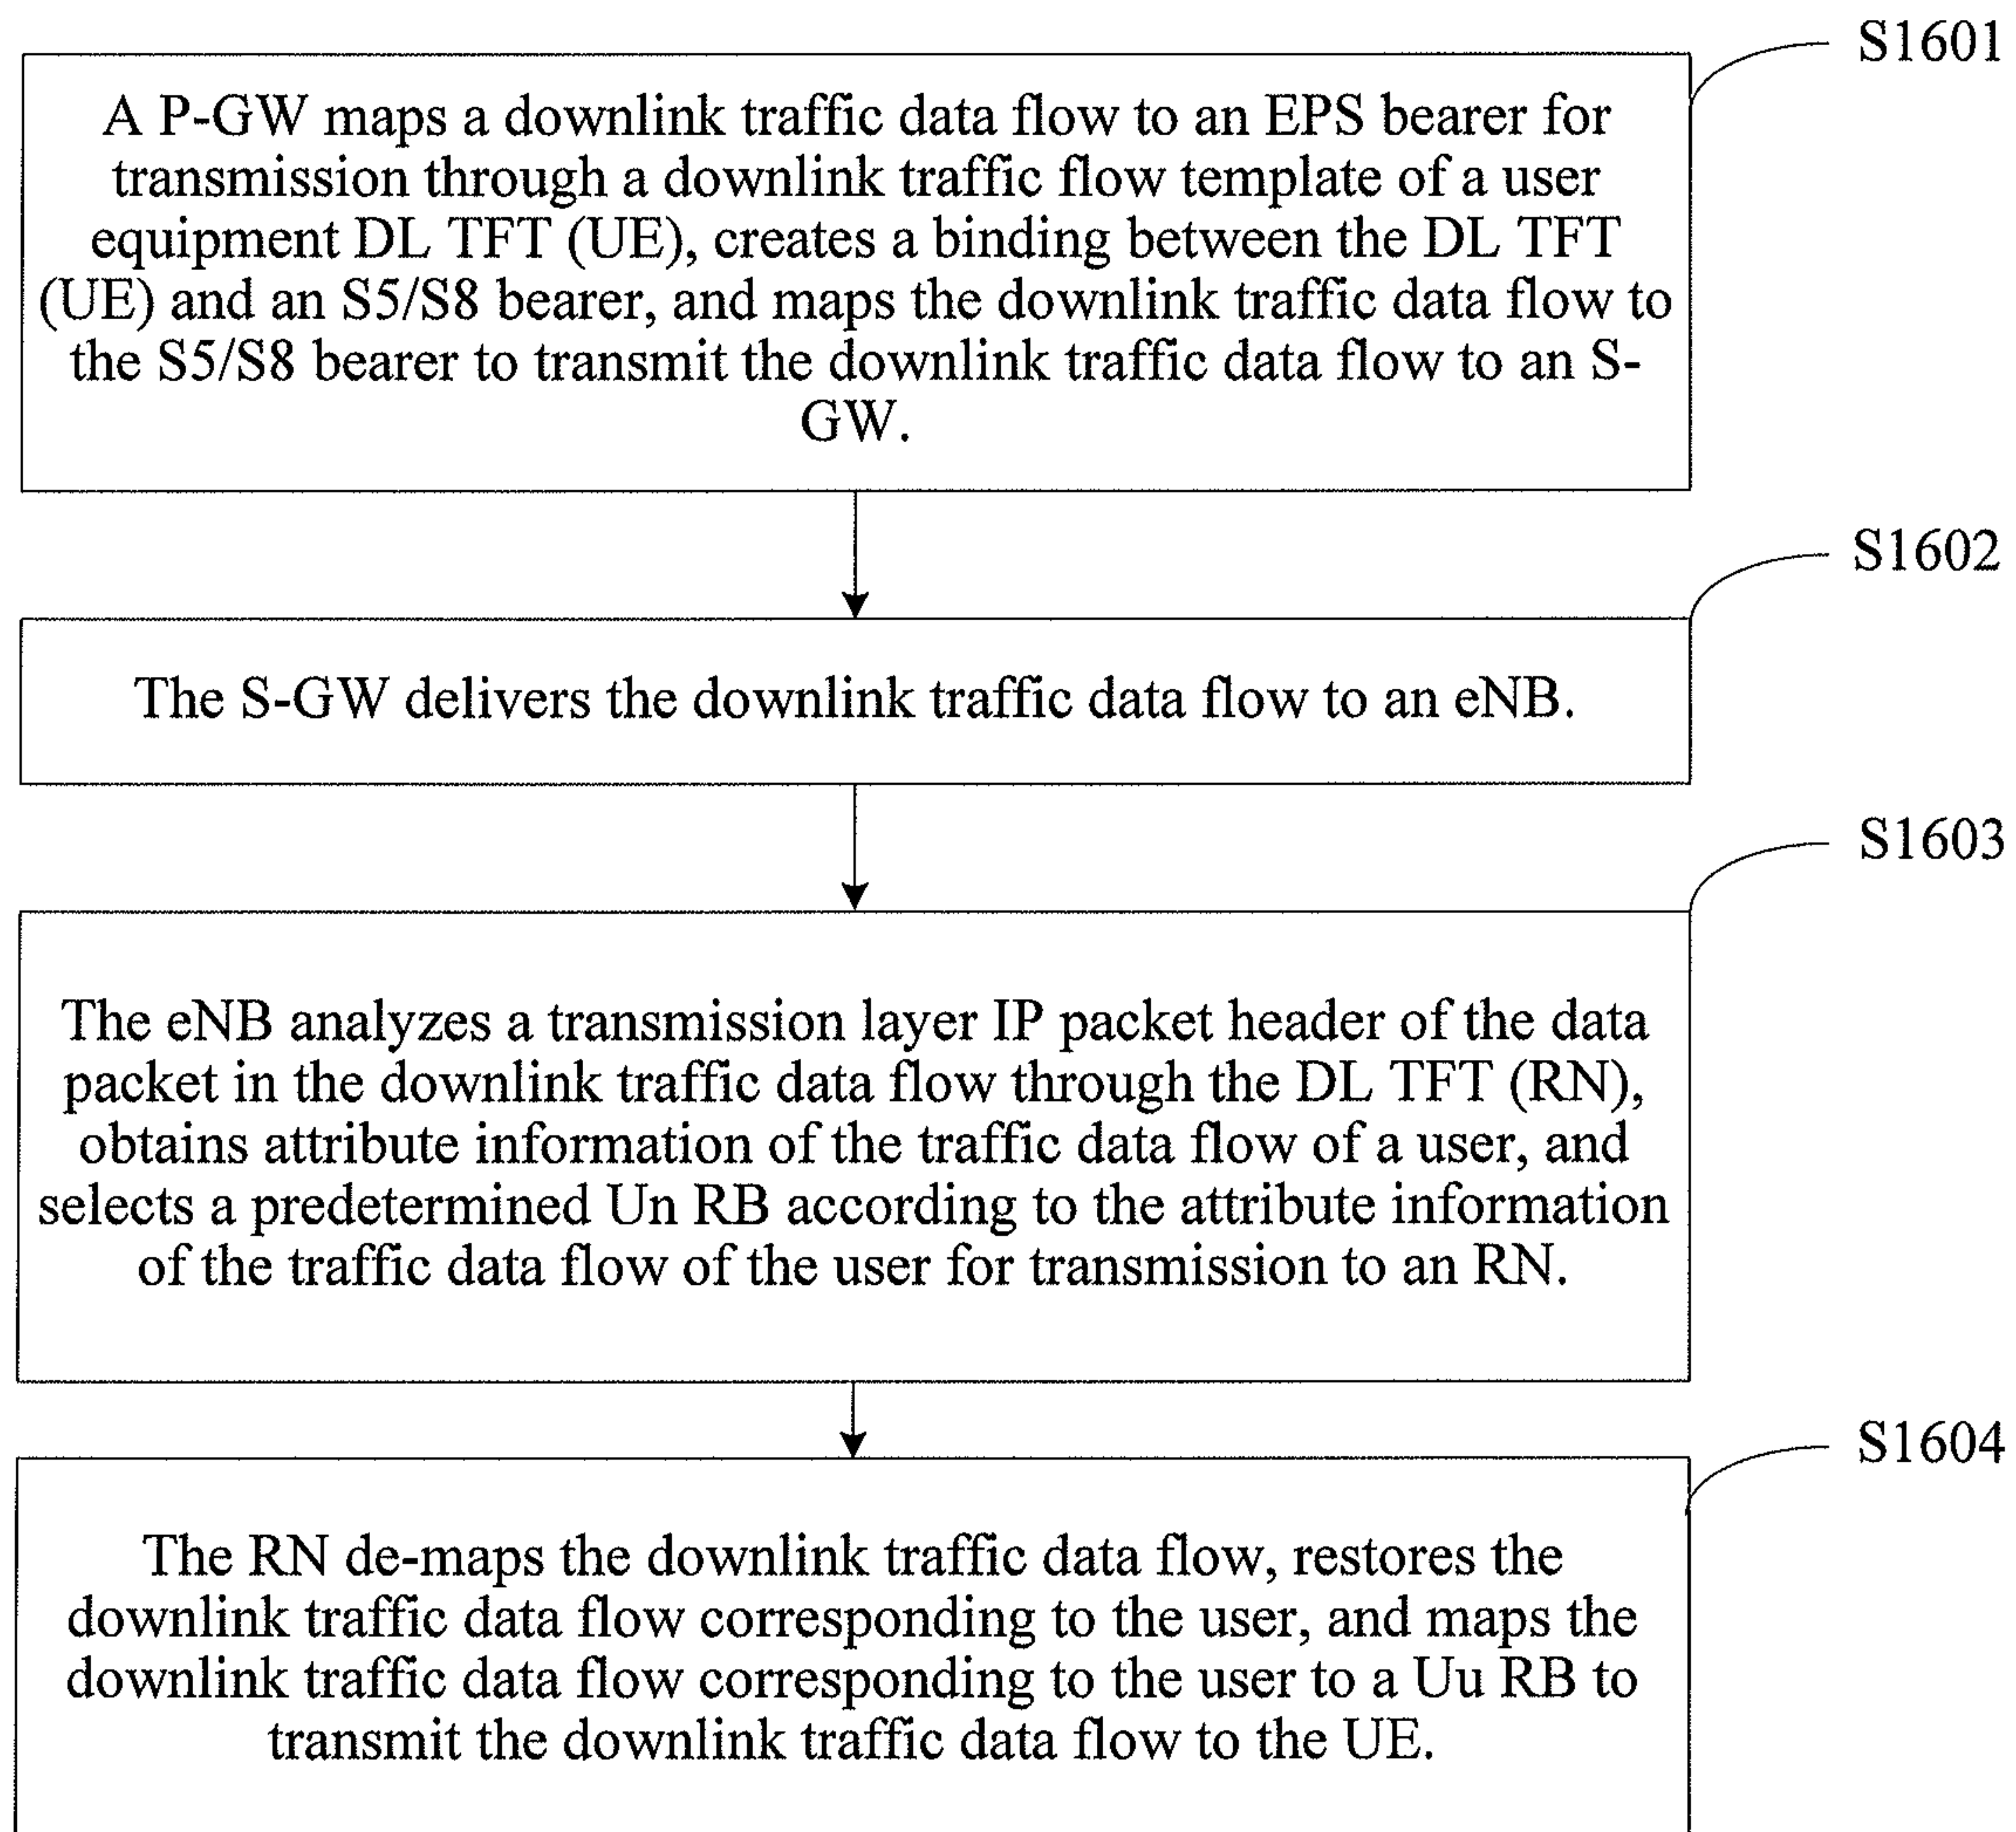 S1601
A P-GW maps a downlink traffic data flow to an EPS bearer for
transmission through a downlink traffic flow template of a user
equipment DL TFT (UE), creates a binding between the DL TFT
(UE) and an S5/S8 bearer, and maps the downlink traffic data flow to
the S5/S8 bearer to transmit the downlink traffic data flow to an S-
GW.
S1602
The S-GW delivers the downlink traffic data flow to an eNB.
S1603
The eNB analyzes a transmission layer IP packet header of the data
packet in the downlink traffic data flow through the DL TFT (RN),
obtains attribute information of the traffic data flow of a user, and
selects a predetermined Un RB according to the attribute information
of the traffic data flow of the user for transmission to an RN.
S1604
The RN de-maps the downlink traffic data flow, restores the
downlink traffic data flow corresponding to the user, and maps the
downlink traffic data flow corresponding to the user to a Uu RB to
transmit the downlink traffic data flow to the UE.